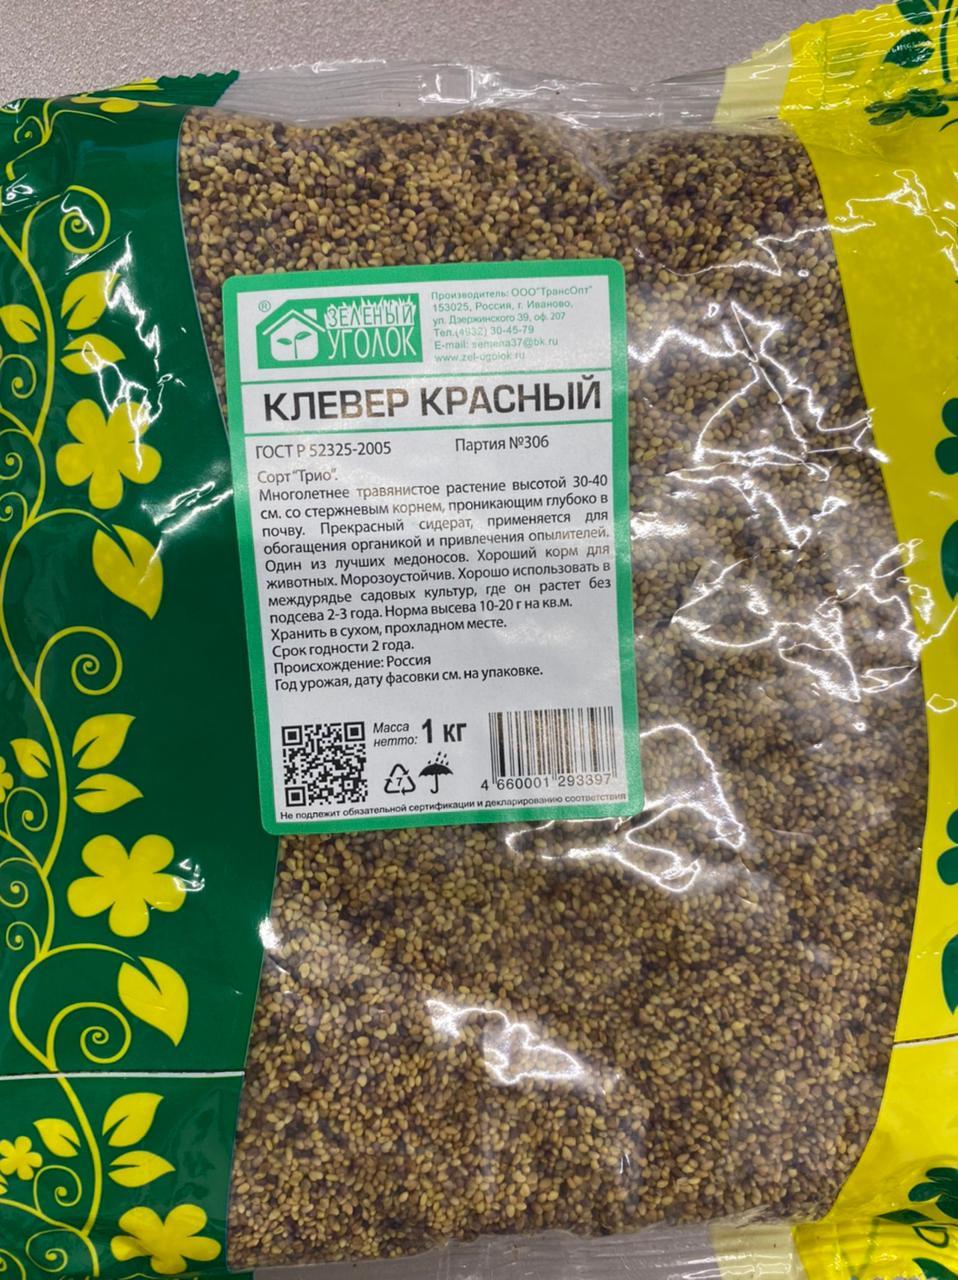 ®
ЗЕЛЕНЫЙ
УГОЛОК
Производитель: ООО"ТрансОпт"
153025, Россия, г. Иваново,
ул. Дзержинского 39, оф. 207
Тел.(4932) 30-45-79
E-mail: semena37@bk.ru
www.zel-ugolok.ru
КЛЕВЕР КРАСНЫЙ
ГОСТ Р 52325-2005 Партия №306
Сорт "Трио".
Многолетнее травянистое растение высотой 30-40
см. со стержневым корнем, проникающим глубоко в
почву. Прекрасный сидерат, применяется для
обогащения органикой и привлечения опылителей.
Один из лучших медоносов. Хороший корм для
животных. Морозоустойчив. Хорошо использовать в
междурядье садовых культур, где он растет без
подсева 2-3 года. Норма высева 10-20 г на кв.м.
Хранить в сухом, прохладном месте.
Срок годности 2 года.
Происхождение: Россия
Год урожая, дату фасовки см. на упаковке.
Масса
нетто: 1 кг
7
4 660001 293397
Не подлежит обязательной сертификации и декларированию соответствия